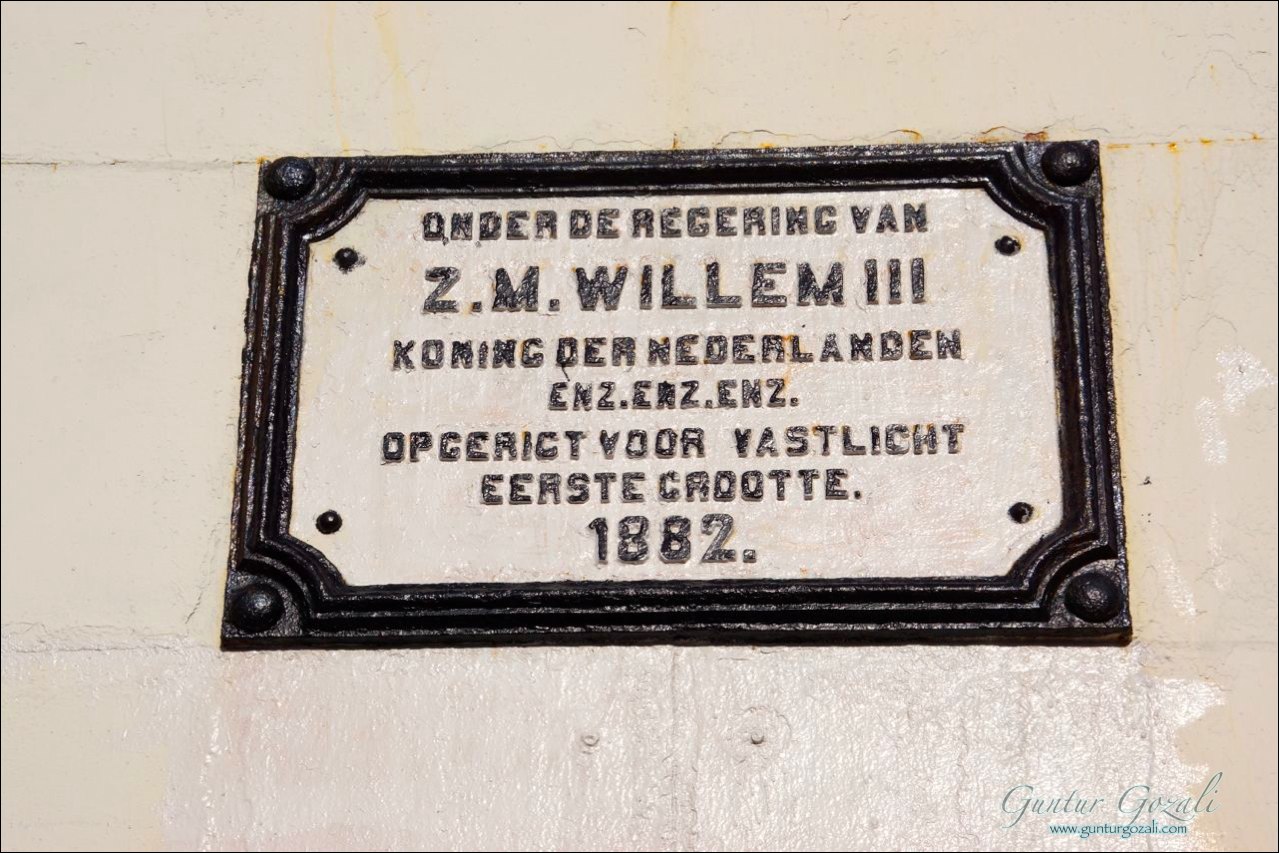 ONDER DE REGERING VAN
Z.M. WILLEM III
KONING DER NEDERLANDEN
ENZ.ENZ.ENZ.
OPGERICT VOOR VASTLICHT
EERSTE GROOTTE.
1882.
Guntur Gozali
www.gunturgozali.com